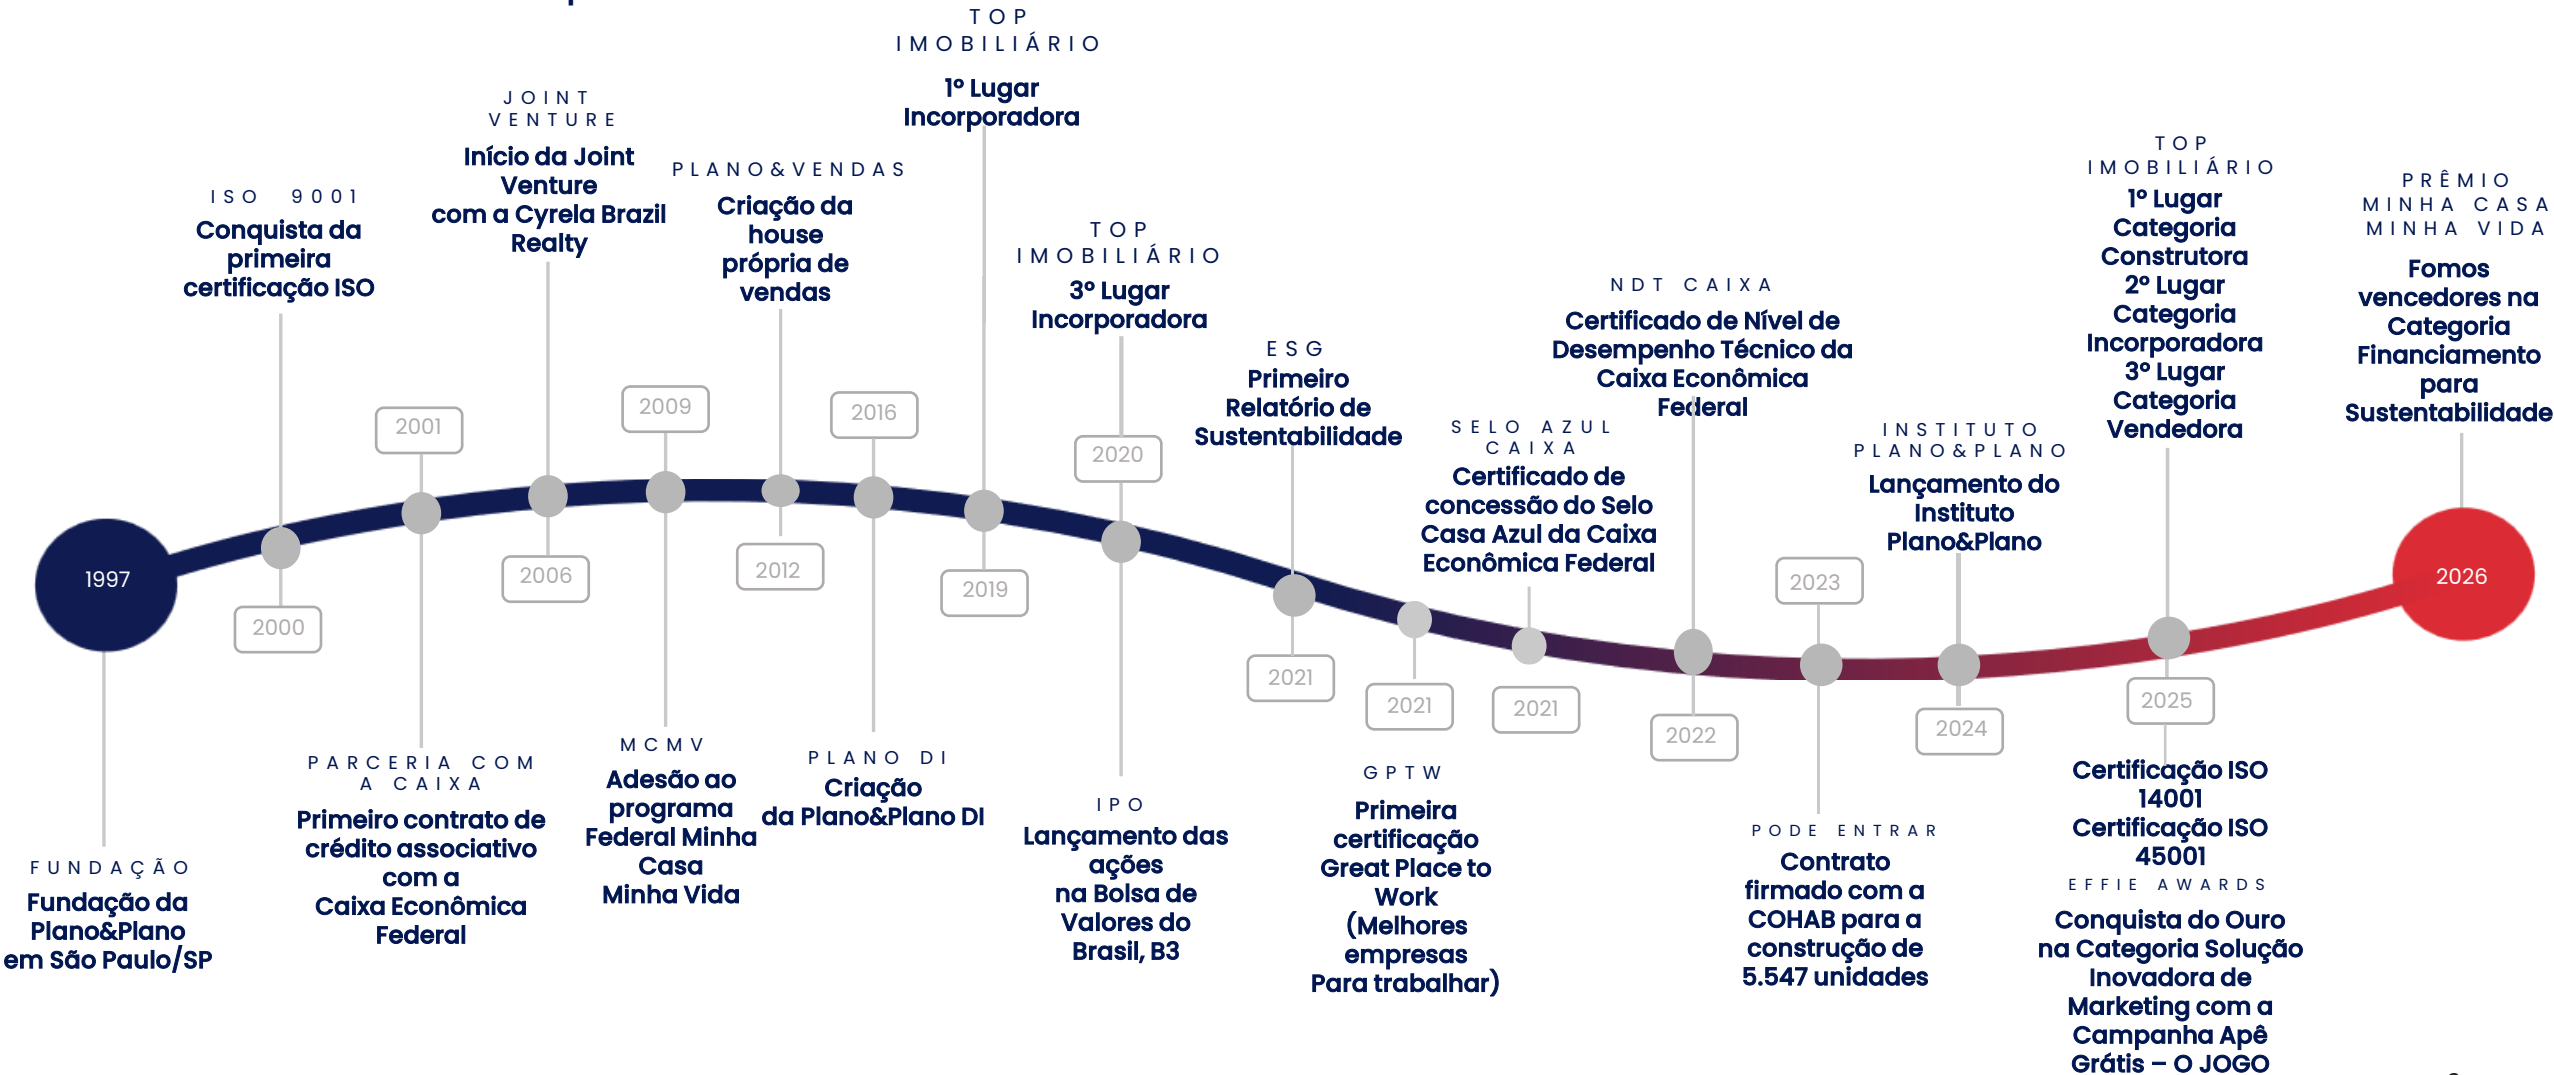 FUNDAÇÃO
Fundação da
Plano&Plano
em São Paulo/SP
1997
ISO 9001
Conquista da
primeira
certificação ISO
2000
2001
PARCERIA COM
A CAIXA
Primeiro contrato de
crédito associativo
com a
Caixa Econômica
Federal
JOINT
VENTURE
Início da Joint
Venture
com a Cyrela Brazil
Realty
2006
2009
MCMV
Adesão ao
programa
Federal Minha
Casa
Minha Vida
PLANO&VENDAS
Criação da
house
própria de
vendas
2012
2016
PLANO DI
Criação
da Plano&Plano DI
TOP
IMOBILIÁRIO
1º Lugar
Incorporadora
2019
TOP
IMOBILIÁRIO
3º Lugar
Incorporadora
2020
IPO
Lançamento das
ações
na Bolsa de
Valores do
Brasil, B3
ESG
Primeiro
Relatório de
Sustentabilidade
2021
2021
GPTW
Primeira
certificação
Great Place to
Work
(Melhores
empresas
Para trabalhar)
SELO AZUL
CAIXA
Certificado de
concessão do Selo
Casa Azul da Caixa
Econômica Federal
2021
NDT CAIXA
Certificado de Nível de
Desempenho Técnico da
Caixa Econômica
Federal
2022
2023
PODE ENTRAR
Contrato
firmado com a
COHAB para a
construção de
5.547 unidades
INSTITUTO
PLANO&PLANO
Lançamento do
Instituto
Plano&Plano
2024
TOP
IMOBILIÁRIO
1º Lugar
Categoria
Construtora
2º Lugar
Categoria
Incorporadora
3º Lugar
Categoria
Vendedora
2025
Certificação ISO
14001
Certificação ISO
45001
EFFIE AWARDS
Conquista do Ouro
na Categoria Solução
Inovadora de
Marketing com a
Campanha Apê
Grátis – O JOGO
PRÊMIO
MINHA CASA
MINHA VIDA
Fomos
vencedores na
Categoria
Financiamento
para
Sustentabilidade
2026